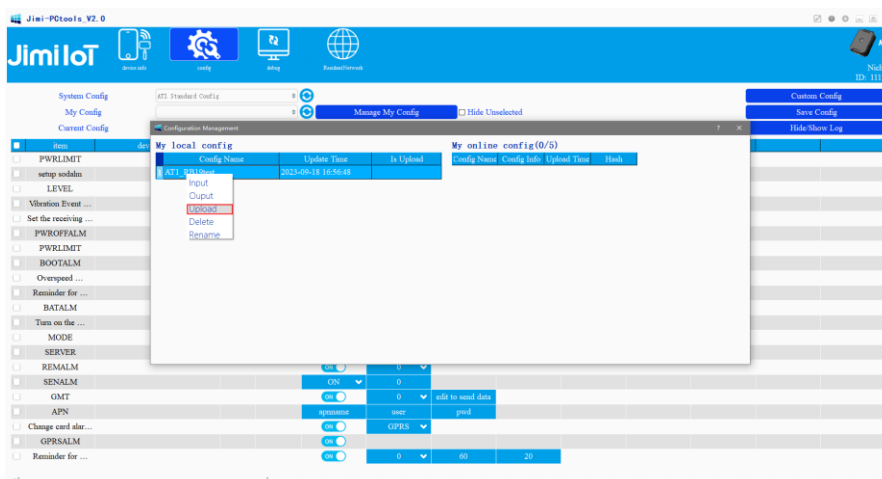 Jimi-PCtools_V2.0
Jimi IoT
device info
config
debug
ResidentNetwork
ID: 111
System Config
AT1 Standard Config
Custom Config
My Config
Manage My Config
Hide Unselected
Save Config
Current Config
Hide/Show Log
Configuration Management
item
My local config
My online config(0/5)
Config Name Update Time Is Upload
Config Name Config Info Upload Time Hash
AT1_RB19test 2023-09-18 16:56:48
Input
Ouput
Upload
Delete
Rename
PWRLIMIT
setup sodalm
LEVEL
Vibration Event ...
Set the receiving ...
PWROFFALM
PWRLIMIT
BOOTALM
Overspeed ...
Reminder for ...
BATALM
Turn on the ...
MODE
SERVER
REMALM ON 0
SENALM ON 0
GMT ON 0 edit to send data
APN apnname user pwd
Change card alar... ON GPRS
GPRSALM ON
Reminder for ... ON 0 60 20